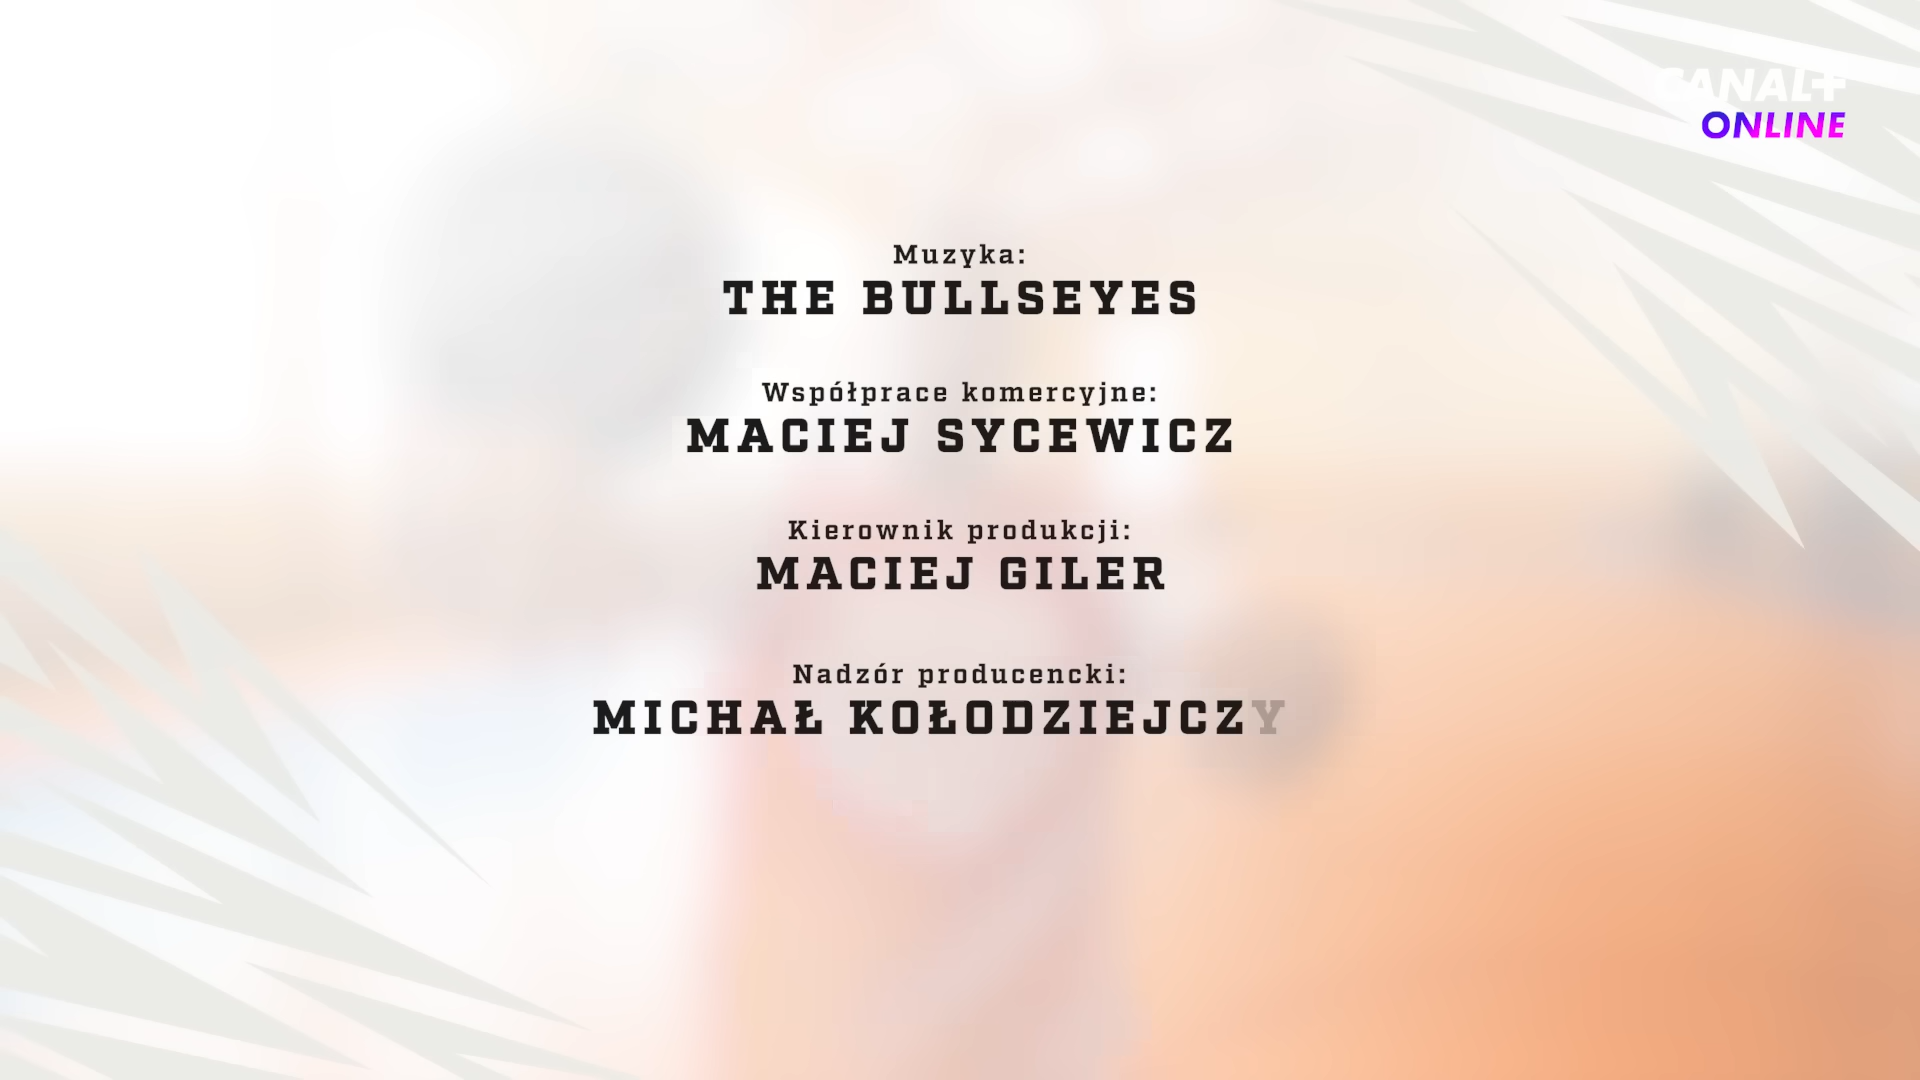 CANAL+
ONLINE
Muzyka:
THE BULLSEYES
Współprace komercyjne:
MACIEJ SYCEWICZ
Kierownik produkcji:
MACIEJ GILER
Nadzór producencki:
MICHAŁ KOŁODZIEJCZY